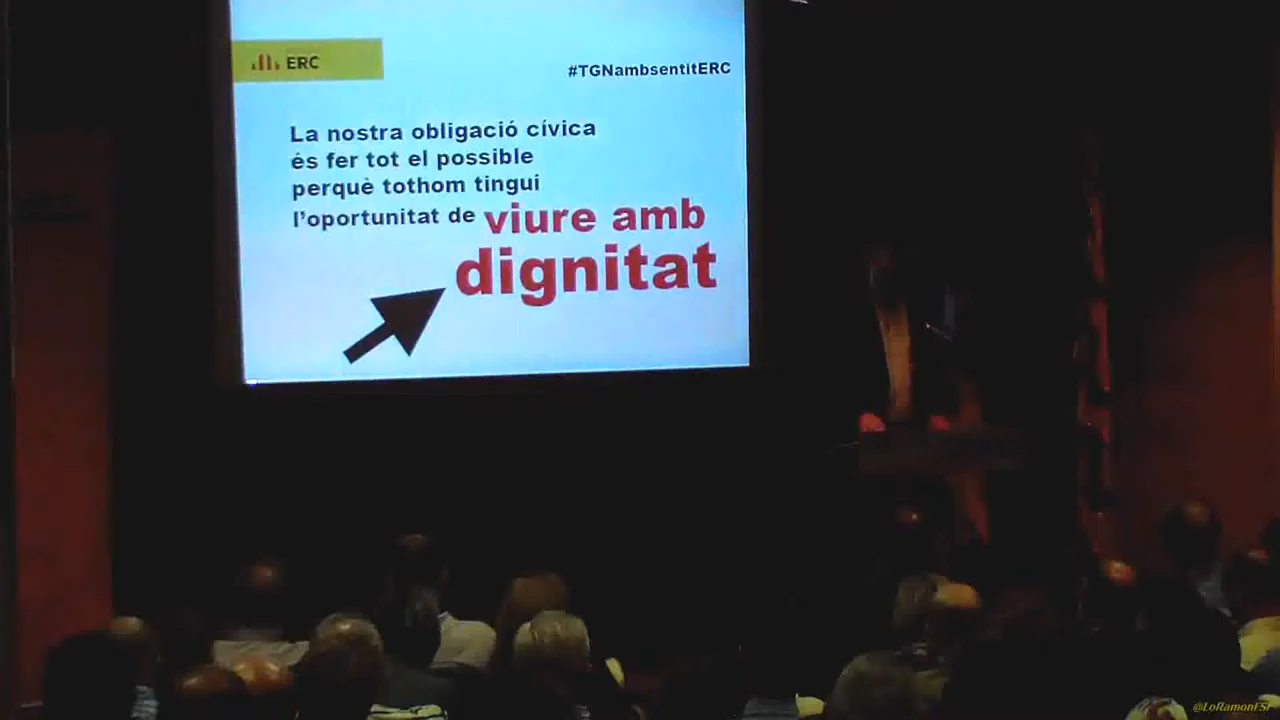 ERC
#TGNambsentitERC
La nostra obligació cívica
és fer tot el possible
perquè tothom tingui
l'oportunitat de viure amb
dignitat
@LoRamonFSF